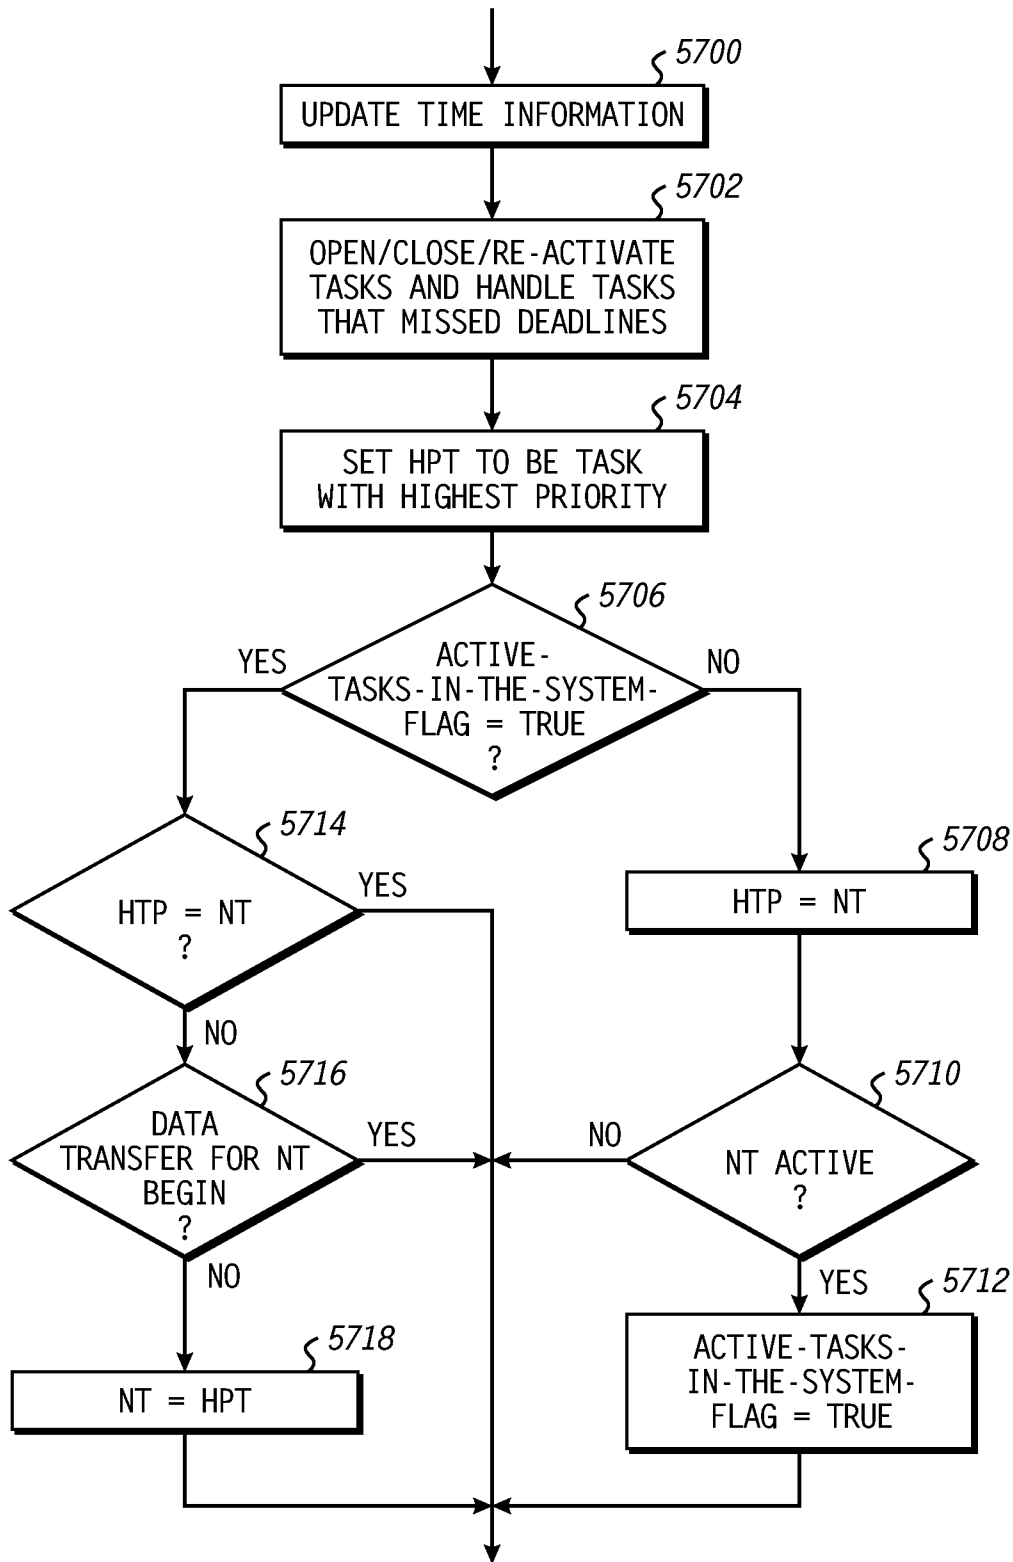 5700
UPDATE TIME INFORMATION
5702
OPEN/CLOSE/RE-ACTIVATE
TASKS AND HANDLE TASKS
THAT MISSED DEADLINES
5704
SET HPT TO BE TASK
WITH HIGHEST PRIORITY
5706
YES
ACTIVE-
TASKS-IN-THE-SYSTEM-
FLAG = TRUE
?
NO
5714
HTP = NT
?
YES
5708
HTP = NT
NO
5716
DATA
TRANSFER FOR NT
BEGIN
?
YES
NO
5710
NT ACTIVE
?
NO
YES
5718
NT = HPT
5712
ACTIVE-TASKS-
IN-THE-SYSTEM-
FLAG = TRUE